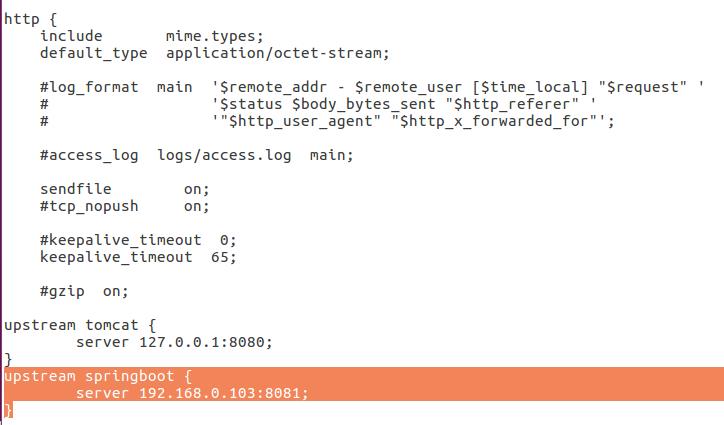 http {
    include       mime.types;
    default_type  application/octet-stream;

    #log_format  main  '$remote_addr - $remote_user [$time_local] "$request" '
    #                  '$status $body_bytes_sent "$http_referer" '
    #                  '"$http_user_agent" "$http_x_forwarded_for"';

    #access_log  logs/access.log  main;

    sendfile        on;
    #tcp_nopush     on;

    #keepalive_timeout  0;
    keepalive_timeout  65;

    #gzip  on;

upstream tomcat {
        server 127.0.0.1:8080;
}
upstream springboot {
        server 192.168.0.103:8081;
}